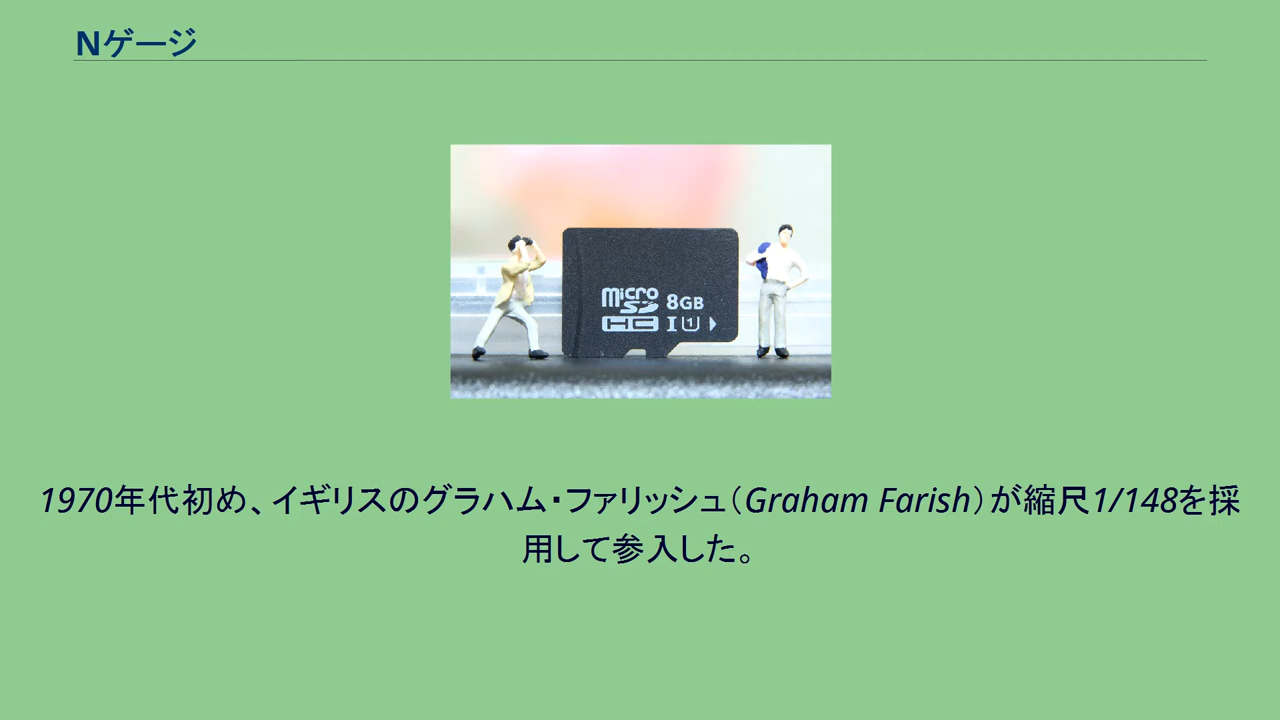 Nゲージ
micro
SD
HC
8GB
I U1
1970年代初め、イギリスのグラハム・ファリッシュ（Graham Farish）が縮尺1/148を採
用して参入した。